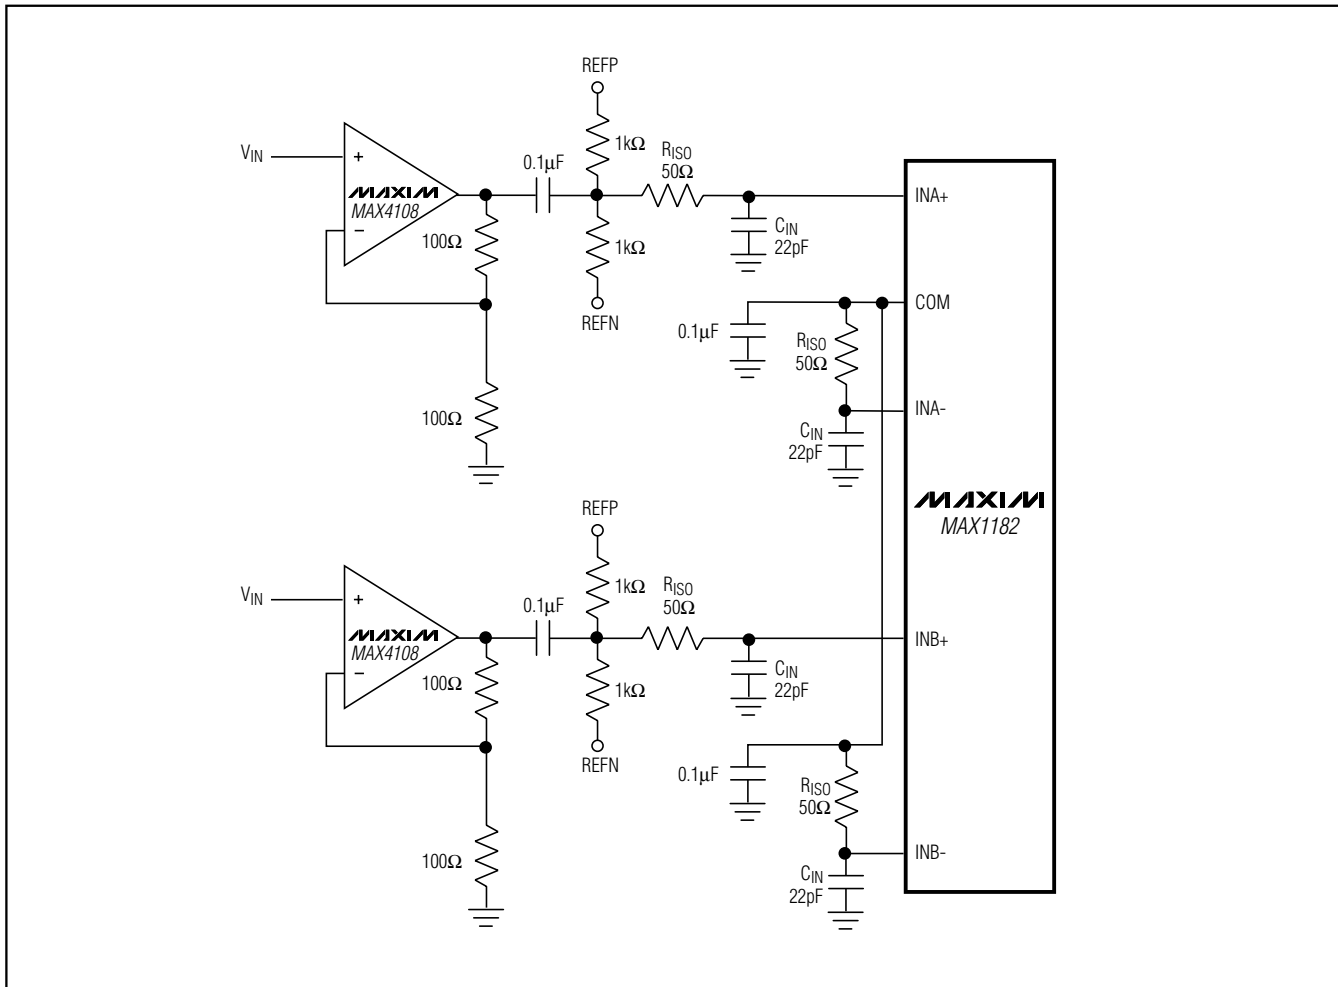 REFP
VIN
+
MAXIM
MAX4108
−
0.1µF
1kΩ
RISO
50Ω
INA+
100Ω
1kΩ
CIN
22pF
REFN
COM
0.1µF
RISO
50Ω
100Ω
INA-
CIN
22pF
MAXIM
MAX1182
REFP
VIN
+
MAXIM
MAX4108
−
0.1µF
1kΩ
RISO
50Ω
INB+
100Ω
1kΩ
CIN
22pF
REFN
0.1µF
RISO
50Ω
100Ω
INB-
CIN
22pF